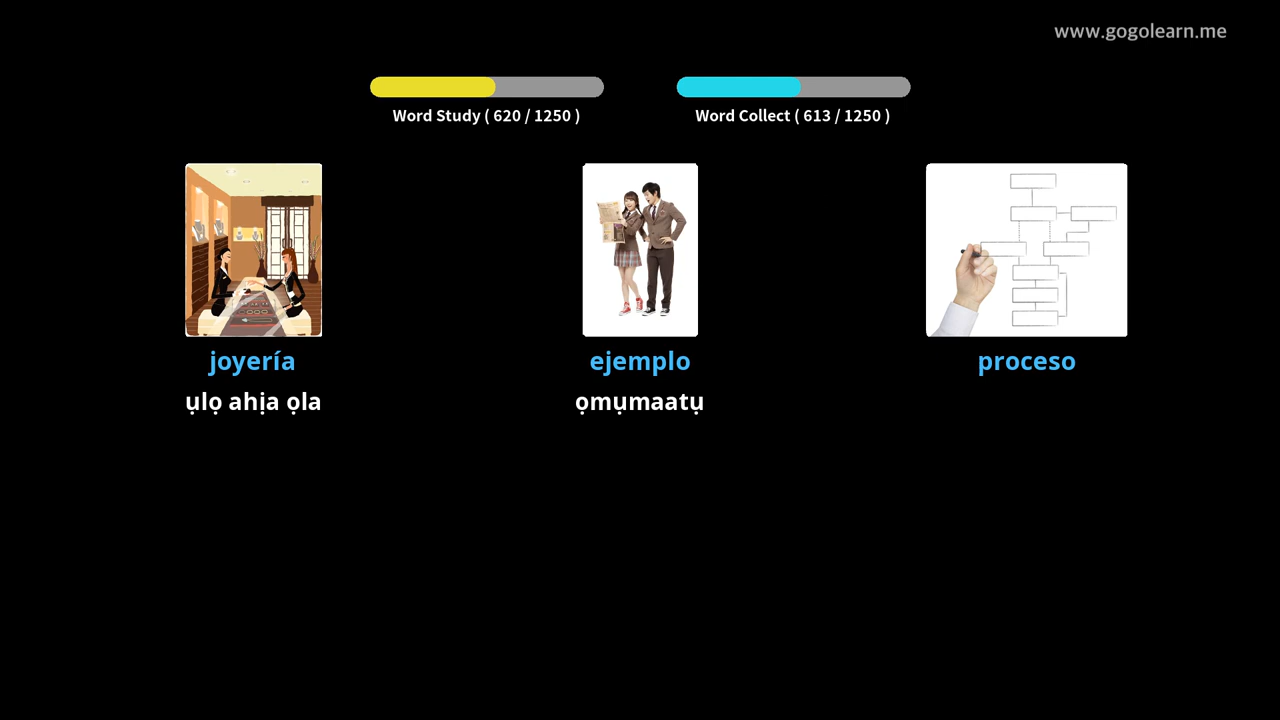 www.gogolearn.me
Word Study ( 620 / 1250 )
Word Collect ( 613 / 1250 )
joyería
ejemplo
proceso
ụlọ ahịa ọla
ọmụmaatụ